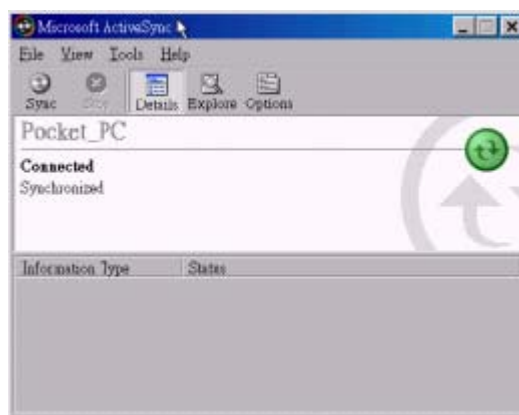 Microsoft ActiveSync
File View Tools Help
Sync Stop Details Explore Options
Pocket_PC
Connected
Synchronized
Information Type Status